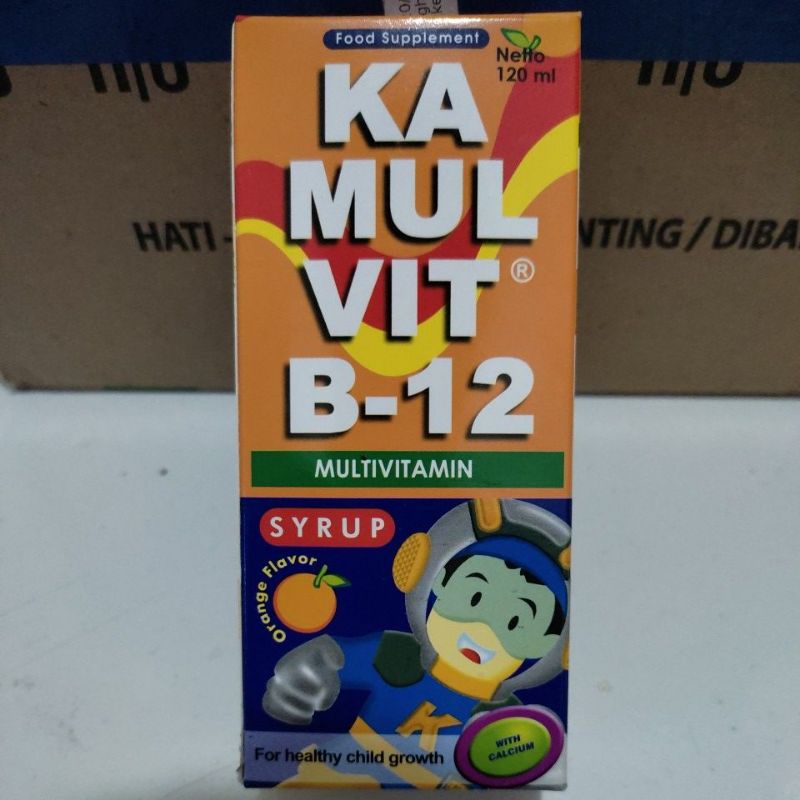 Food Supplement
Netto
120 ml
KA
MUL
VIT®
B-12
MULTIVITAMIN
SYRUP
Orange Flavor
K
WITH
CALCIUM
For healthy child growth
HATI -
NTING / DIBA